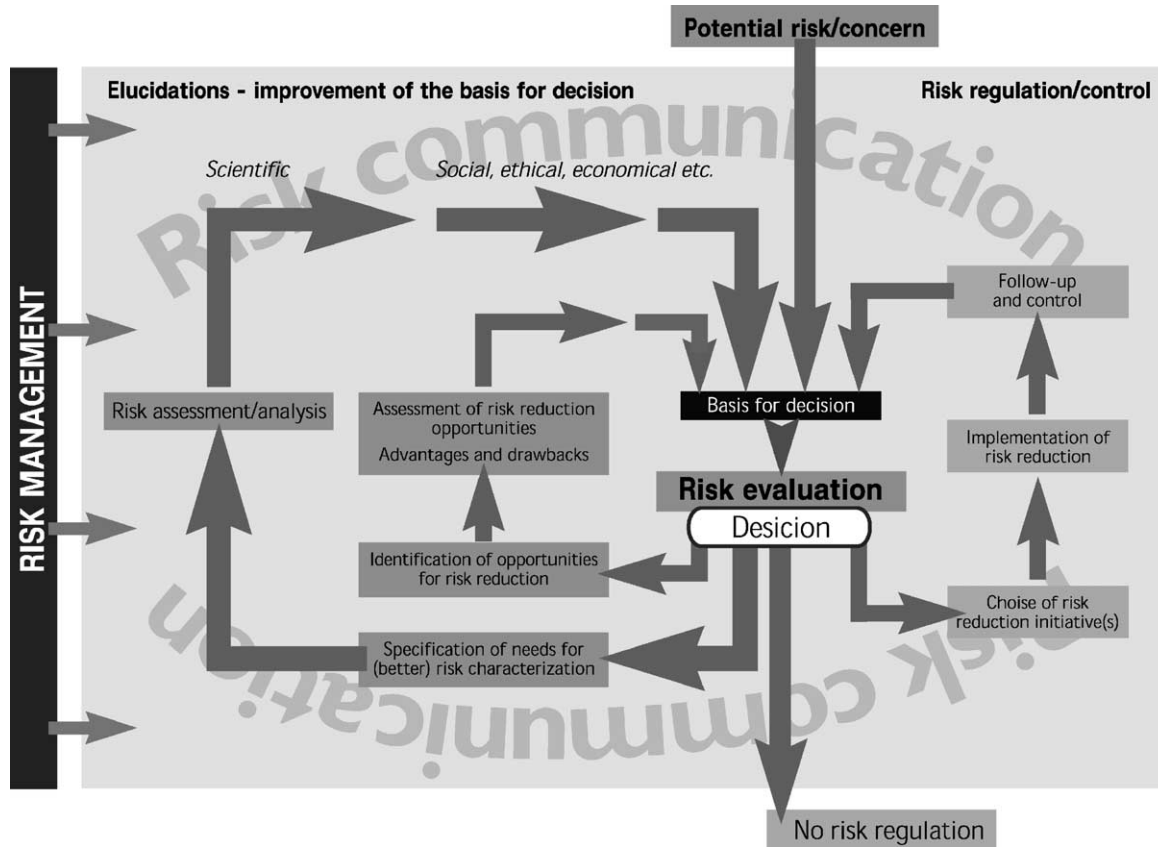 Potential risk/concern
RISK MANAGEMENT
Elucidations - improvement of the basis for decision
Risk regulation/control
Risk communication
Scientific
Social, ethical, economical etc.
Follow-up
and control
Risk assessment/analysis
Assessment of risk reduction
opportunities
Advantages and drawbacks
Basis for decision
Implementation of
risk reduction
Risk evaluation
Desicion
Identification of opportunities
for risk reduction
Choise of risk
reduction initiative(s)
Specification of needs for
(better) risk characterization
Risk communication
No risk regulation